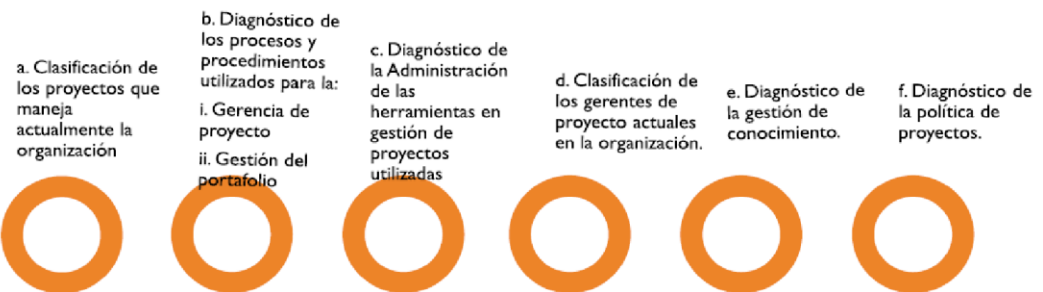 a. Clasificación de
los proyectos que
maneja
actualmente la
organización
b. Diagnóstico de
los procesos y
procedimientos
utilizados para la:
i. Gerencia de
proyecto
ii. Gestión del
portafolio
c. Diagnóstico de
la Administración
de las
herramientas en
gestión de
proyectos
utilizadas
d. Clasificación de
los gerentes de
proyecto actuales
en la organización.
e. Diagnóstico de
la gestión de
conocimiento.
f. Diagnóstico de
la política de
proyectos.